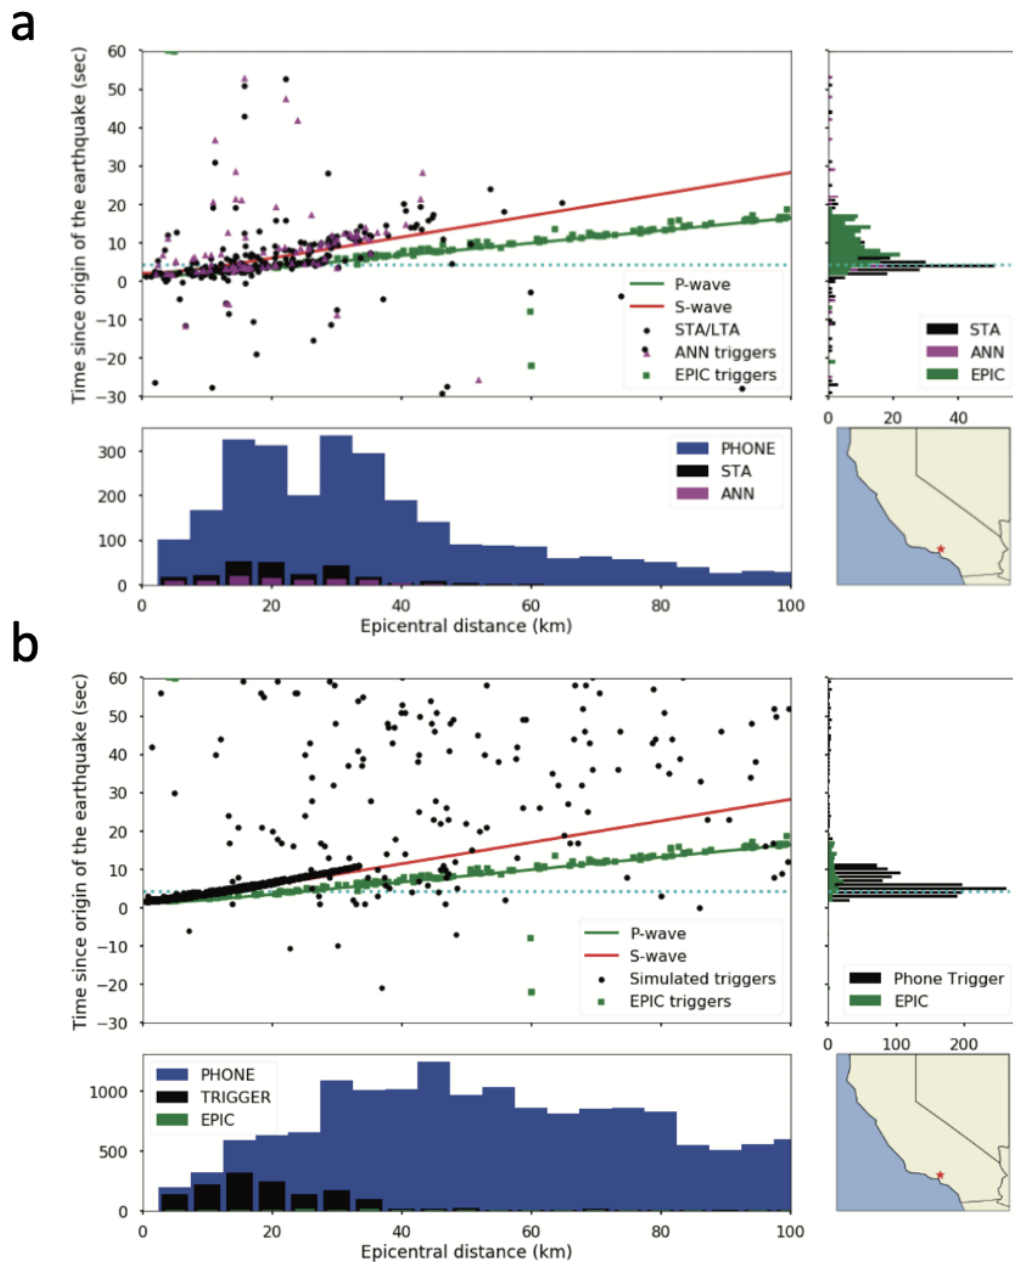 a
Time since origin of the earthquake (sec)
60
50
40
30
20
10
0
−10
−20
−30
P-wave
S-wave
STA/LTA
ANN triggers
EPIC triggers
STA
ANN
EPIC
0 20 40
300
200
100
0
PHONE
STA
ANN
0 20 40 60 80 100
Epicentral distance (km)
b
Time since origin of the earthquake (sec)
60
50
40
30
20
10
0
−10
−20
−30
P-wave
S-wave
Simulated triggers
EPIC triggers
Phone Trigger
EPIC
0 100 200
1000
500
0
PHONE
TRIGGER
EPIC
0 20 40 60 80 100
Epicentral distance (km)